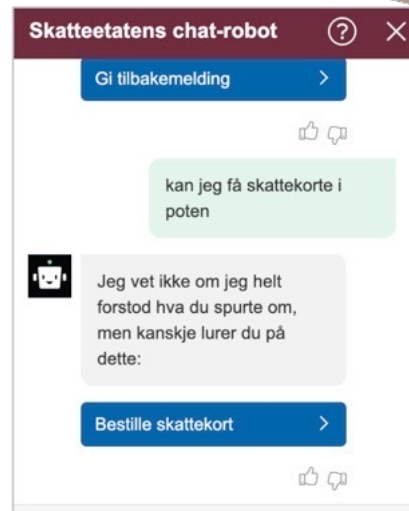 Skatteetatens chat-robot ?
Gi tilbakemelding
kan jeg få skattekorte i
poten
Jeg vet ikke om jeg helt
forstod hva du spurte om,
men kanskje lurer du på
dette:
Bestille skattekort